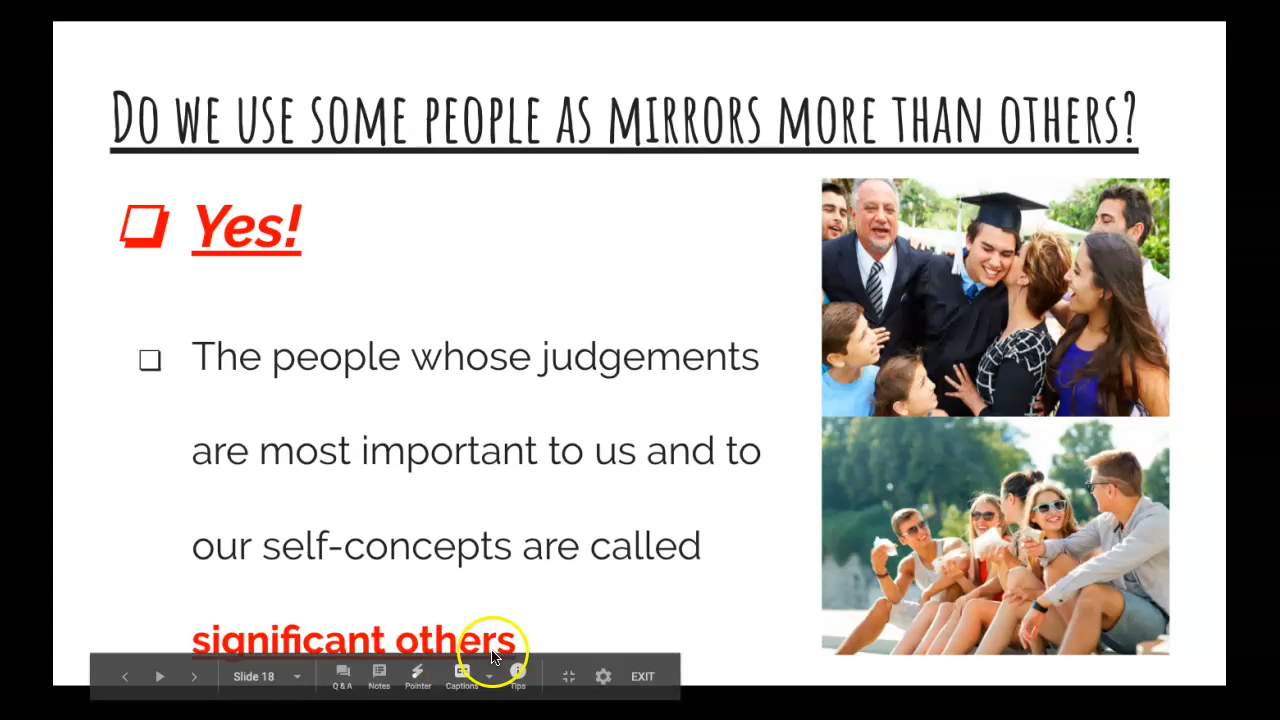 Do we use some people as mirrors more than others?
❑ Yes!
❑ The people whose judgements
are most important to us and to
our self-concepts are called
significant others
Slide 18
Q & A Notes Pointer Captions Tips
EXIT